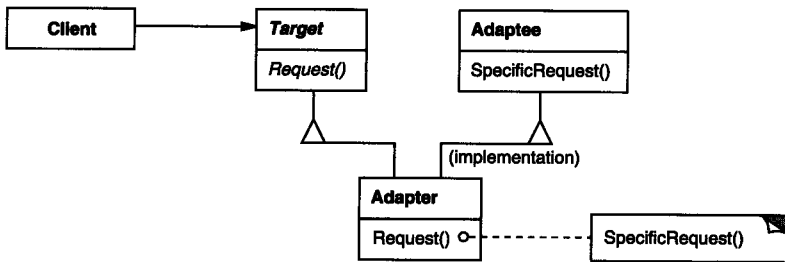 Client
Target
Adaptee
Request()
SpecificRequest()
(implementation)
Adapter
Request()
SpecificRequest()